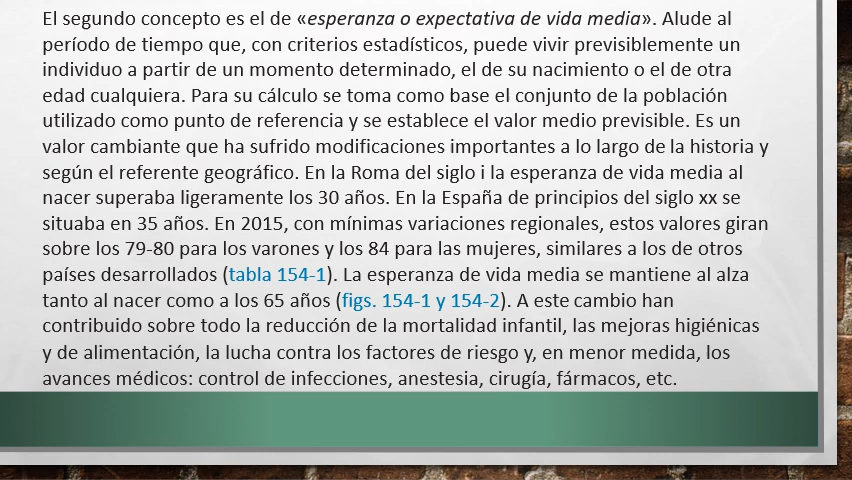 El segundo concepto es el de «esperanza o expectativa de vida media». Alude al
período de tiempo que, con criterios estadísticos, puede vivir previsiblemente un
individuo a partir de un momento determinado, el de su nacimiento o el de otra
edad cualquiera. Para su cálculo se toma como base el conjunto de la población
utilizado como punto de referencia y se establece el valor medio previsible. Es un
valor cambiante que ha sufrido modificaciones importantes a lo largo de la historia y
según el referente geográfico. En la Roma del siglo i la esperanza de vida media al
nacer superaba ligeramente los 30 años. En la España de principios del siglo xx se
situaba en 35 años. En 2015, con mínimas variaciones regionales, estos valores giran
sobre los 79-80 para los varones y los 84 para las mujeres, similares a los de otros
países desarrollados (tabla 154-1). La esperanza de vida media se mantiene al alza
tanto al nacer como a los 65 años (figs. 154-1 y 154-2). A este cambio han
contribuido sobre todo la reducción de la mortalidad infantil, las mejoras higiénicas
y de alimentación, la lucha contra los factores de riesgo y, en menor medida, los
avances médicos: control de infecciones, anestesia, cirugía, fármacos, etc.